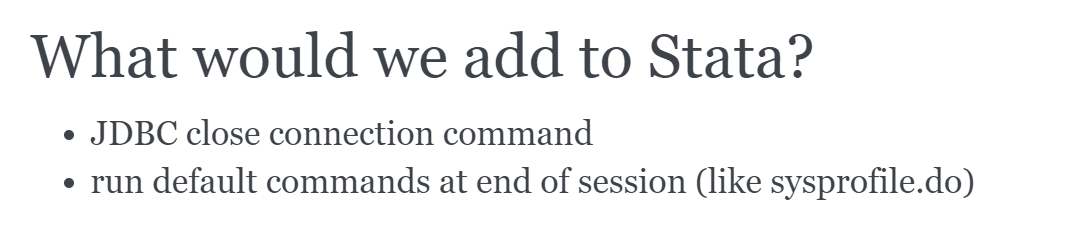 What would we add to Stata?
• JDBC close connection command
• run default commands at end of session (like sysprofile.do)